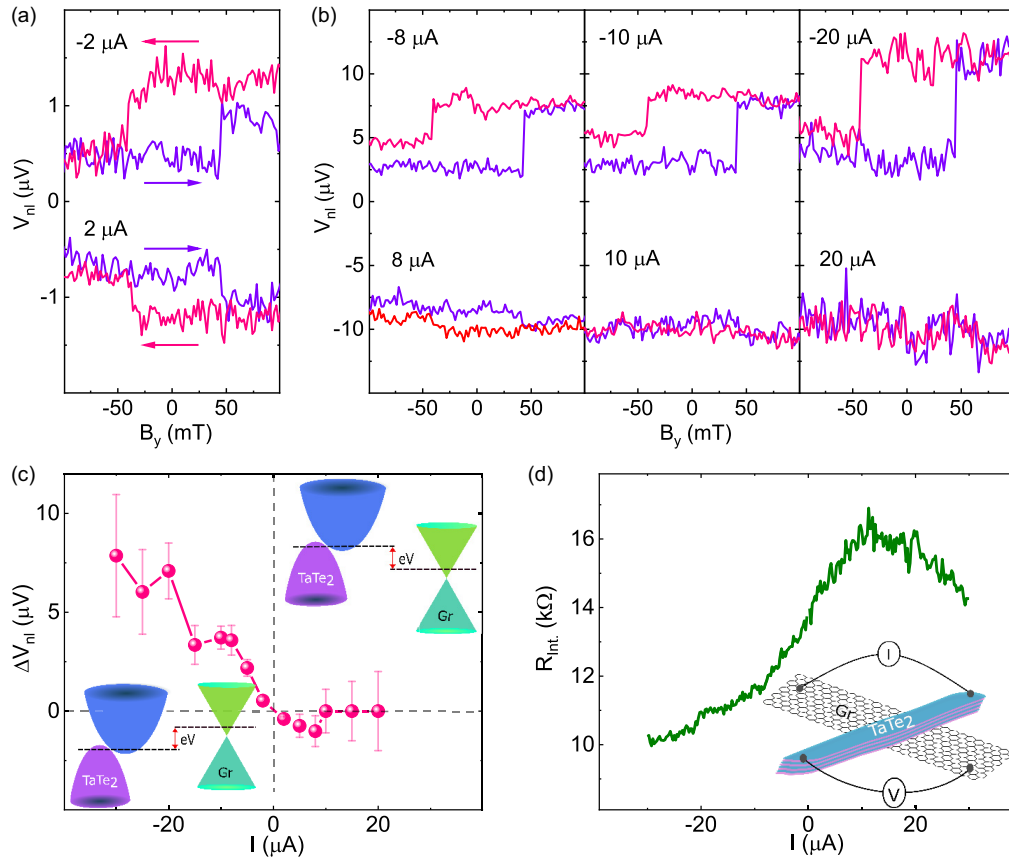 (a)
-2 μA
2 μA
1
0
-1
V_nl (μV)
-50 0 50
B_y (mT)
(b)
-8 μA
-10 μA
-20 μA
8 μA
10 μA
20 μA
15
10
5
0
-5
-10
V_nl (μV)
-50 0 50
-50 0 50
-50 0 50
B_y (mT)
(c)
10
5
0
ΔV_nl (μV)
TaTe₂
eV
Gr
TaTe₂
eV
Gr
-20 0 20
I (μA)
(d)
16
14
12
10
R_Int. (kΩ)
I
Gr
TaTe₂
V
-20 0 20
I (μA)